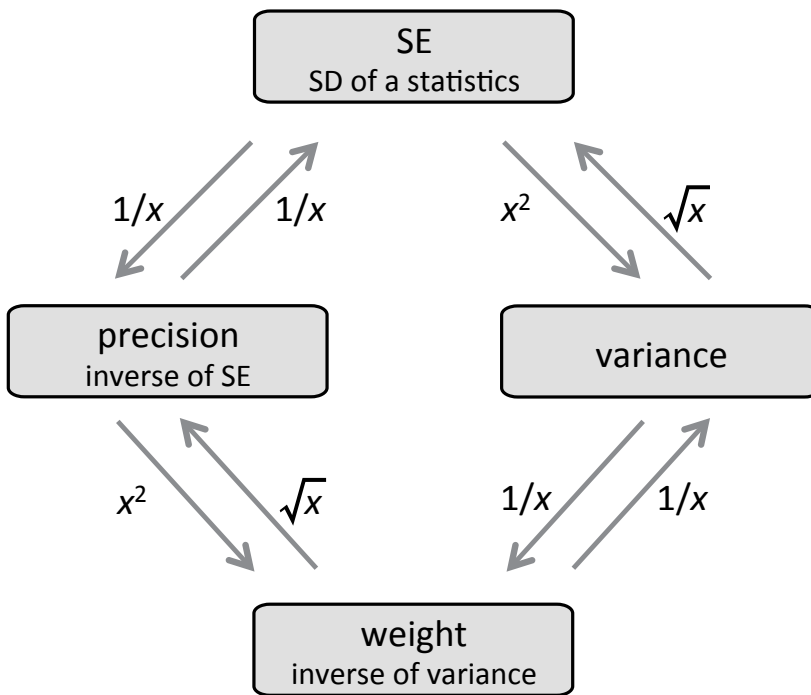 SE
SD of a statistics
1/x
1/x
x²
√x
precision
inverse of SE
variance
x²
√x
1/x
1/x
weight
inverse of variance